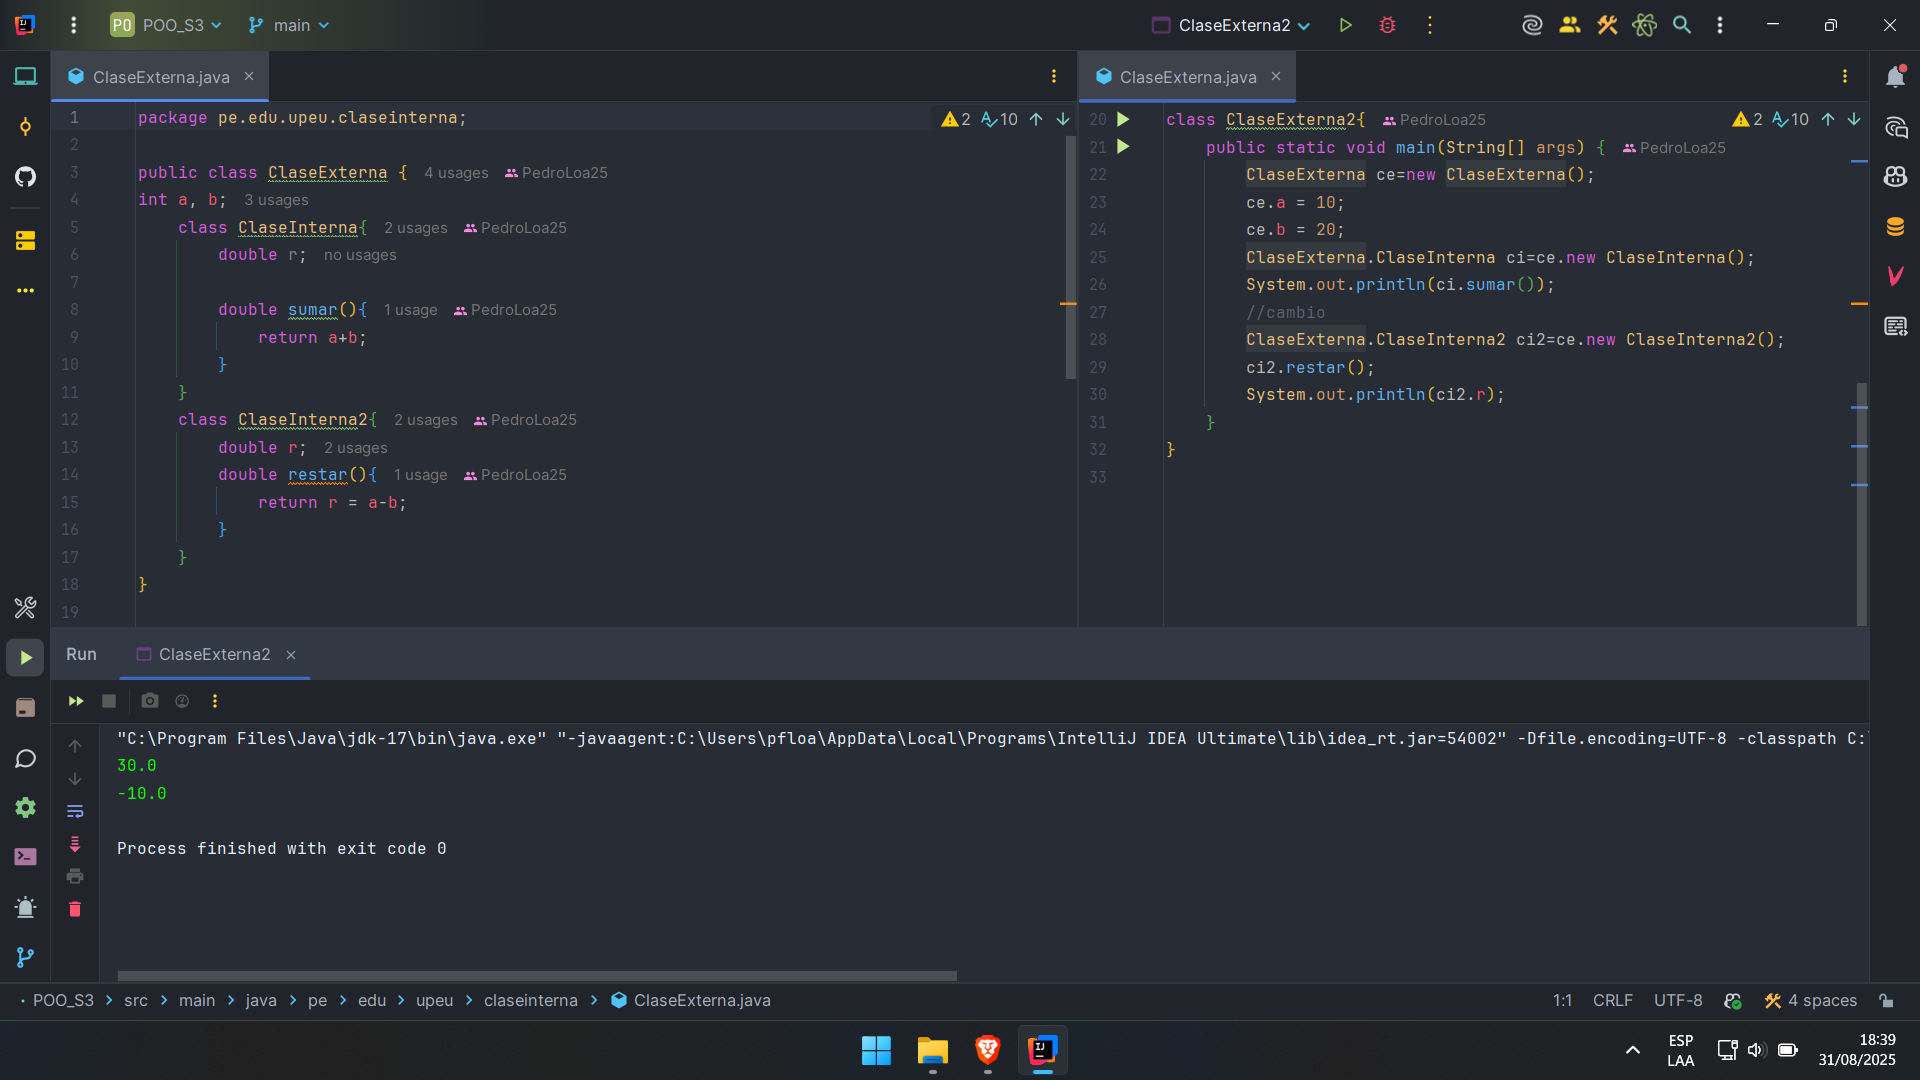 PO POO_S3 main ClaseExterna2
ClaseExterna.java
1 package pe.edu.upeu.claseinterna; 2 10
2
3 public class ClaseExterna { 4 usages PedroLoa25
4 int a, b; 3 usages
5 class ClaseInterna{ 2 usages PedroLoa25
6 double r; no usages
7
8 double sumar(){ 1 usage PedroLoa25
9 return a+b;
10 }
11 }
12 class ClaseInterna2{ 2 usages PedroLoa25
13 double r; 2 usages
14 double restar(){ 1 usage PedroLoa25
15 return r = a-b;
16 }
17 }
18 }
19
ClaseExterna.java
20 class ClaseExterna2{ PedroLoa25 2 10
21 public static void main(String[] args) { PedroLoa25
22 ClaseExterna ce=new ClaseExterna();
23 ce.a = 10;
24 ce.b = 20;
25 ClaseExterna.ClaseInterna ci=ce.new ClaseInterna();
26 System.out.println(ci.sumar());
27 //cambio
28 ClaseExterna.ClaseInterna2 ci2=ce.new ClaseInterna2();
29 ci2.restar();
30 System.out.println(ci2.r);
31 }
32 }
33
Run ClaseExterna2
"C:\Program Files\Java\jdk-17\bin\java.exe" "-javaagent:C:\Users\pfloa\AppData\Local\Programs\IntelliJ IDEA Ultimate\lib\idea_rt.jar=54002" -Dfile.encoding=UTF-8 -classpath C:
30.0
-10.0
Process finished with exit code 0
POO_S3 > src > main > java > pe > edu > upeu > claseinterna > ClaseExterna.java 1:1 CRLF UTF-8 4 spaces
ESP 18:39
LAA 31/08/2025